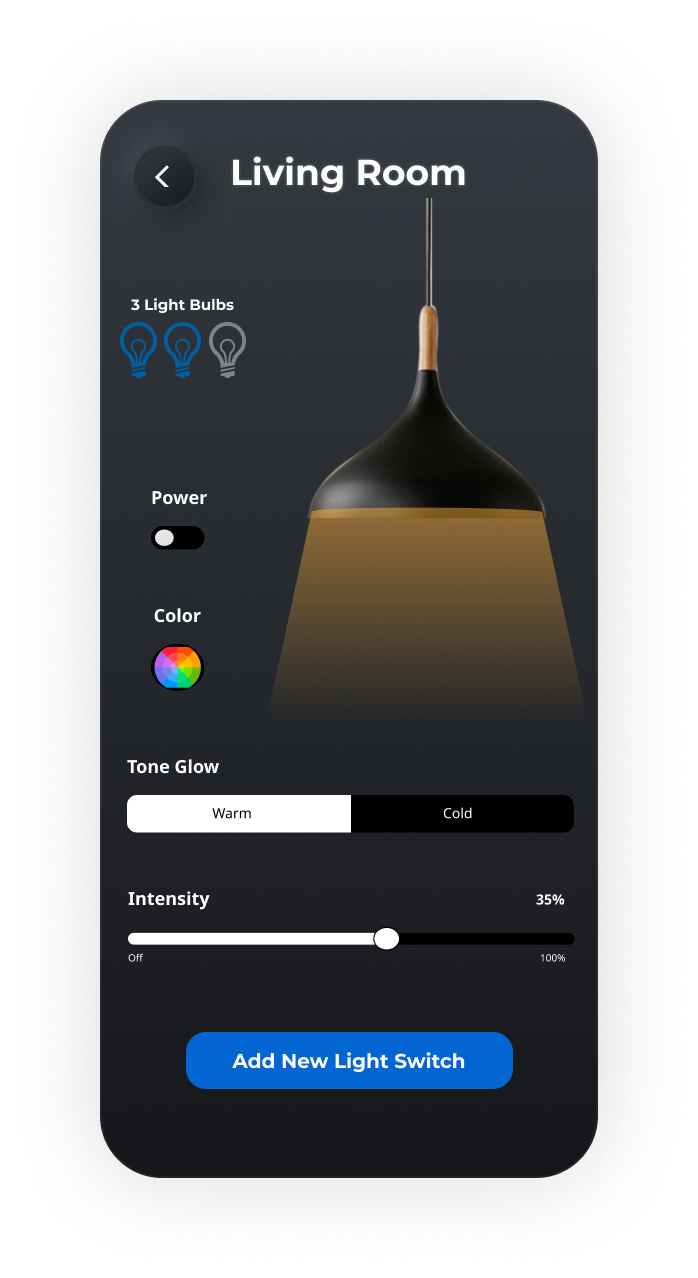 Living Room
3 Light Bulbs
Power
Color
Tone Glow
Warm Cold
Intensity 35%
Off 100%
Add New Light Switch